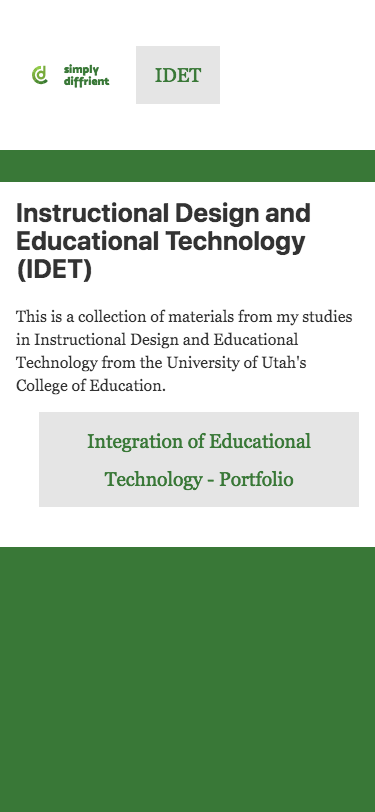 simply
diffrient
IDET
Instructional Design and
Educational Technology
(IDET)
This is a collection of materials from my studies
in Instructional Design and Educational
Technology from the University of Utah's
College of Education.
Integration of Educational
Technology - Portfolio